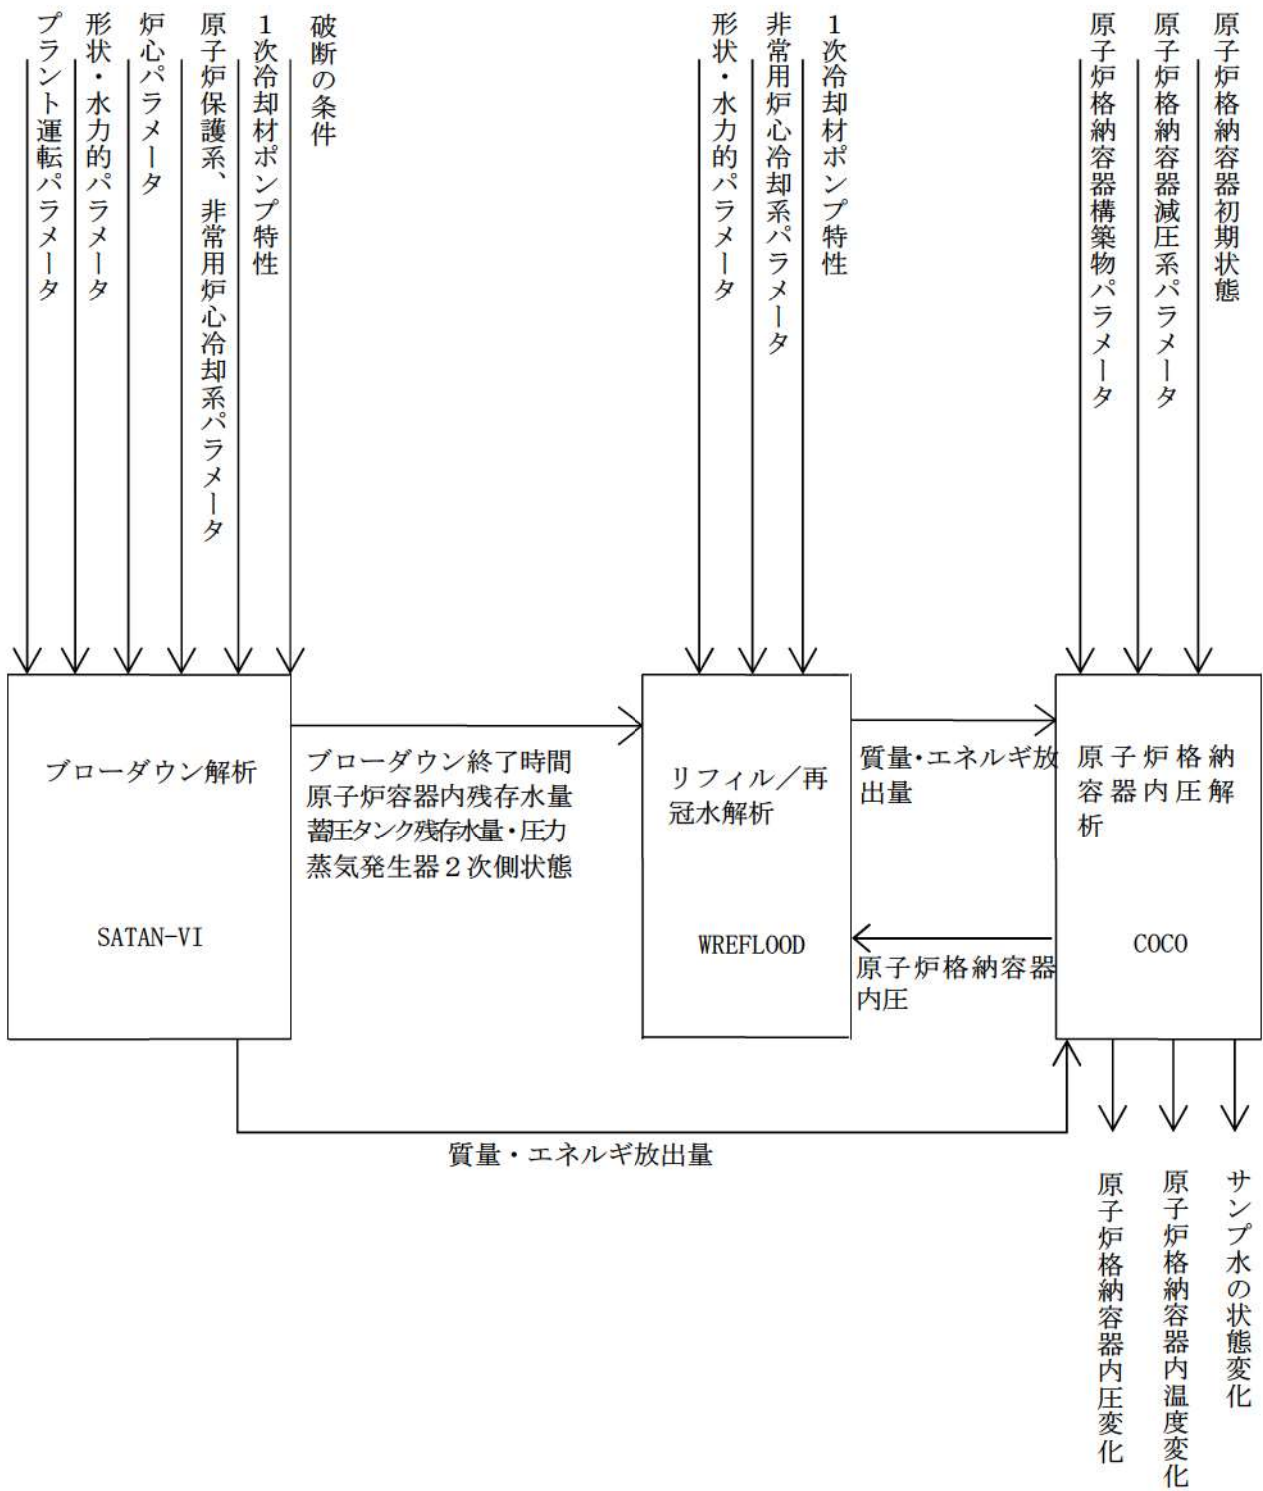 プラント運転パラメータ
形状・水力的パラメータ
炉心パラメータ
原子炉保護系、非常用炉心冷却系パラメータ
１次冷却材ポンプ特性
破断の条件
形状・水力的パラメータ
非常用炉心冷却系パラメータ
１次冷却材ポンプ特性
原子炉格納容器構築物パラメータ
原子炉格納容器減圧系パラメータ
原子炉格納容器初期状態
ブローダウン解析
SATAN-VI
ブローダウン終了時間
原子炉容器内残存水量
蓄圧タンク残存水量・圧力
蒸気発生器２次側状態
リフィル／再
冠水解析
WREFLOOD
質量・エネルギ放
出量
原子炉格納容器
内圧
原子炉格納
容器内圧解
析
COCO
質量・エネルギ放出量
原子炉格納容器内圧変化
原子炉格納容器内温度変化
サンプ水の状態変化